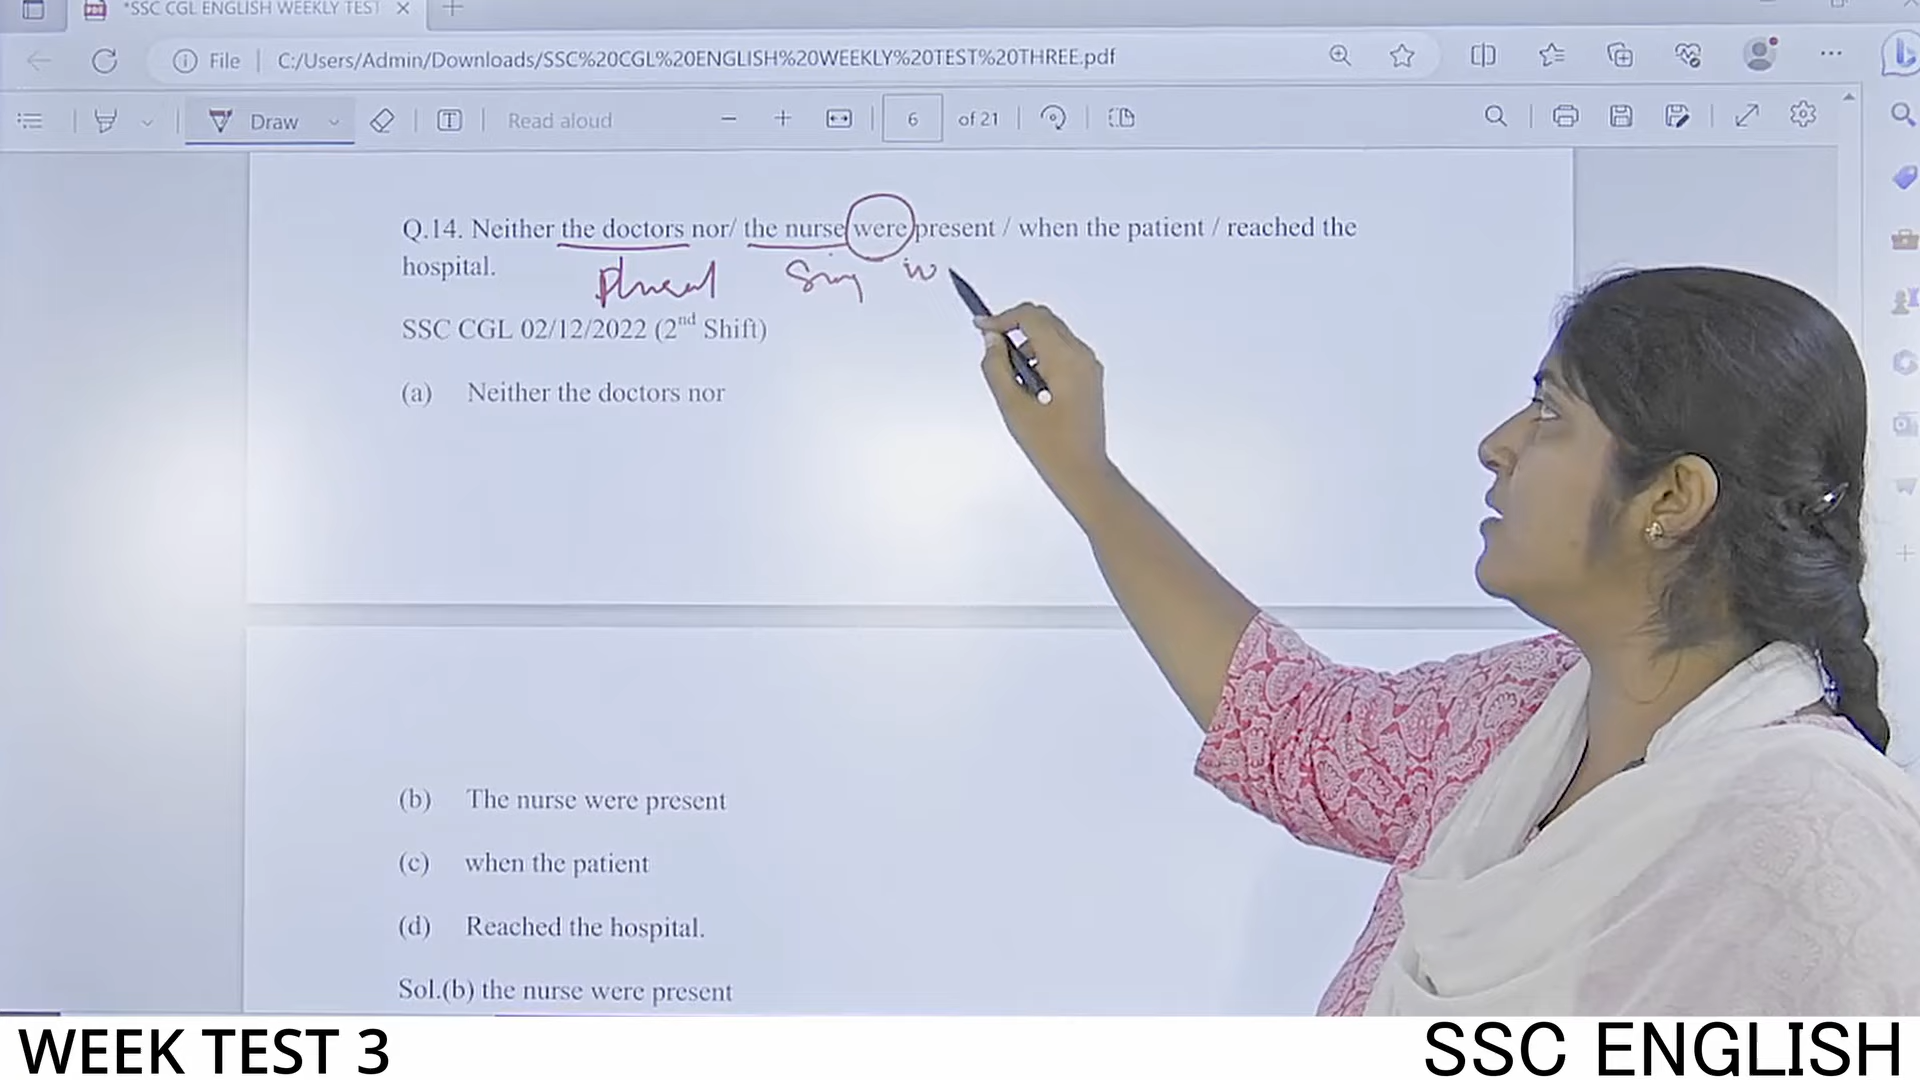 *SSC CGL ENGLISH WEEKLY TEST
File C:/Users/Admin/Downloads/SSC%20CGL%20ENGLISH%20WEEKLY%20TEST%20THREE.pdf
Draw Read aloud 6 of 21
Q.14. Neither the doctors nor/ the nurse were present / when the patient / reached the
hospital.
Plural Sing
SSC CGL 02/12/2022 (2nd Shift)
(a) Neither the doctors nor
(b) The nurse were present
(c) when the patient
(d) Reached the hospital.
Sol.(b) the nurse were present
WEEK TEST 3 SSC ENGLISH